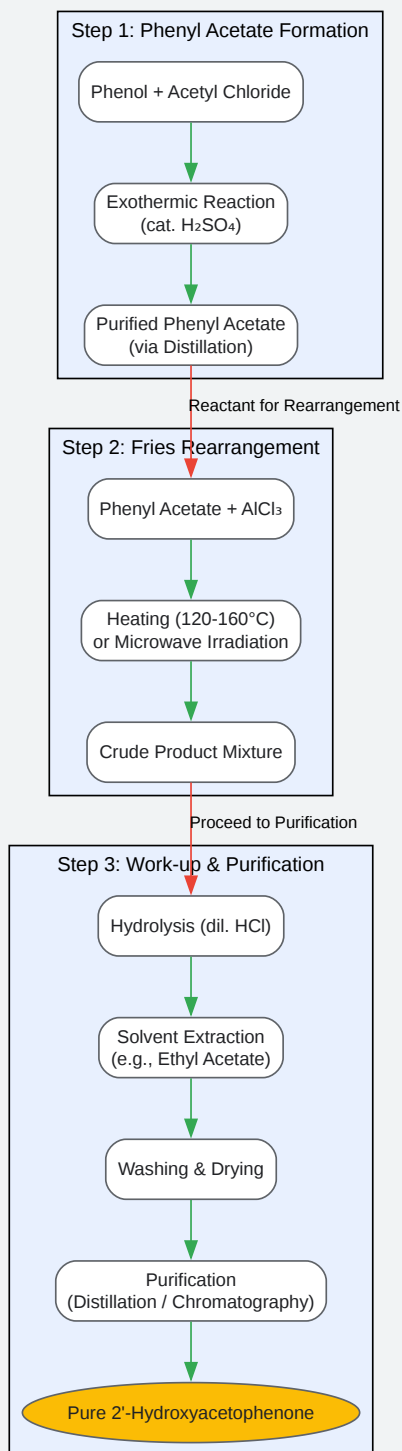 Step 1: Phenyl Acetate Formation
Phenol + Acetyl Chloride
Exothermic Reaction
(cat. H₂SO₄)
Purified Phenyl Acetate
(via Distillation)
Reactant for Rearrangement
Step 2: Fries Rearrangement
Phenyl Acetate + AlCl₃
Heating (120-160°C)
or Microwave Irradiation
Crude Product Mixture
Proceed to Purification
Step 3: Work-up & Purification
Hydrolysis (dil. HCl)
Solvent Extraction
(e.g., Ethyl Acetate)
Washing & Drying
Purification
(Distillation / Chromatography)
Pure 2'-Hydroxyacetophenone